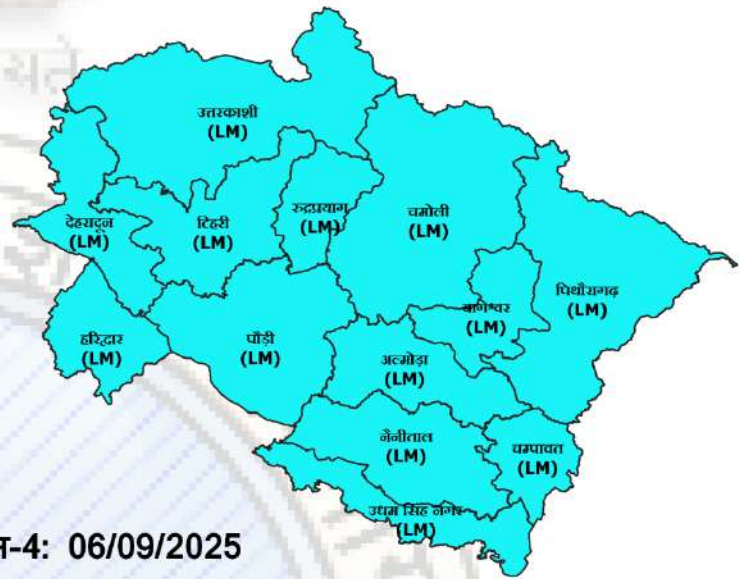 उत्तरकाशी
(LM)
देहरादून
(LM)
टिहरी
(LM)
रुद्रप्रयाग
(LM)
चमोली
(LM)
पिथौरागढ़
(LM)
बागेश्वर
(LM)
हरिद्वार
(LM)
पौड़ी
(LM)
अल्मोड़ा
(LM)
नैनीताल
(LM)
चम्पावत
(LM)
उधम सिंह नगर
(LM)
-4: 06/09/2025